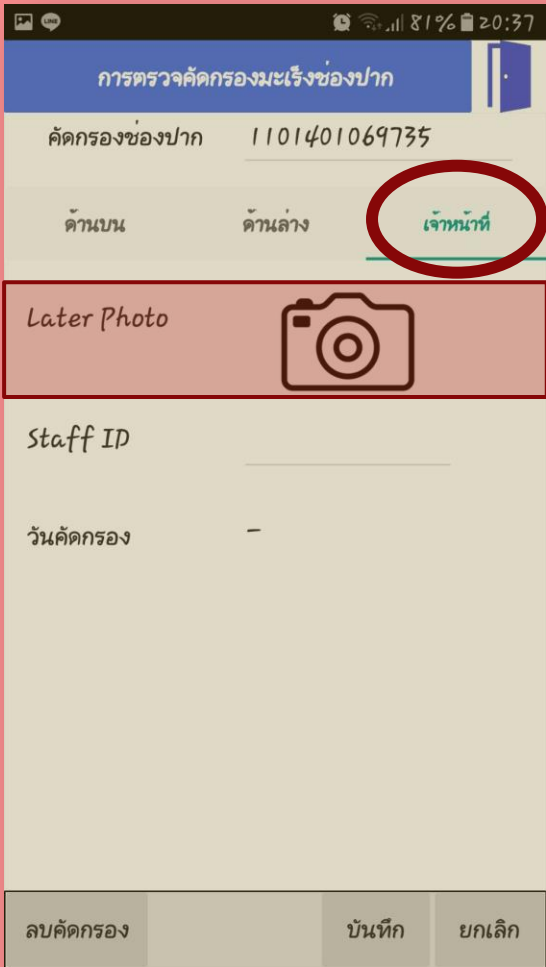 LINE 81% 20:37
การตรวจคัดกรองมะเร็งช่องปาก
คัดกรองช่องปาก 1101401069735
ด้านบน ด้านล่าง เจ้าหน้าที่
Later Photo
Staff ID
วันคัดกรอง -
ลบคัดกรอง บันทึก ยกเลิก